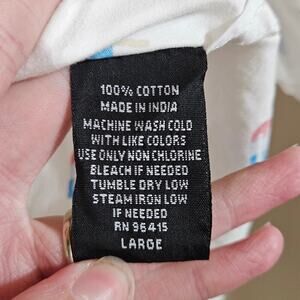 100% COTTON
MADE IN INDIA
MACHINE WASH COLD
WITH LIKE COLORS
USE ONLY NON CHLORINE
BLEACH IF NEEDED
TUMBLE DRY LOW
STEAM IRON LOW
IF NEEDED
RN 96415
LARGE